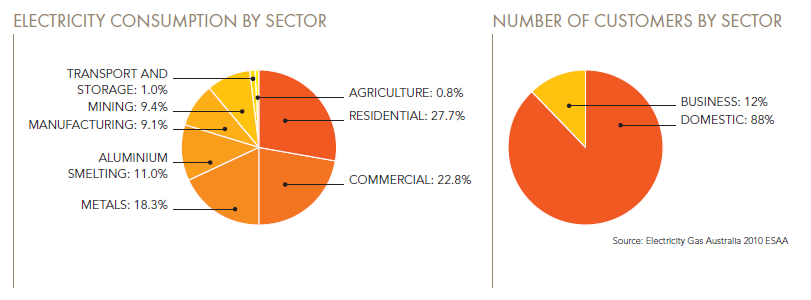 ELECTRICITY CONSUMPTION BY SECTOR
TRANSPORT AND
STORAGE: 1.0%
MINING: 9.4%
MANUFACTURING: 9.1%
ALUMINIUM
SMELTING: 11.0%
METALS: 18.3%
AGRICULTURE: 0.8%
RESIDENTIAL: 27.7%
COMMERCIAL: 22.8%
NUMBER OF CUSTOMERS BY SECTOR
BUSINESS: 12%
DOMESTIC: 88%
Source: Electricity Gas Australia 2010 ESAA